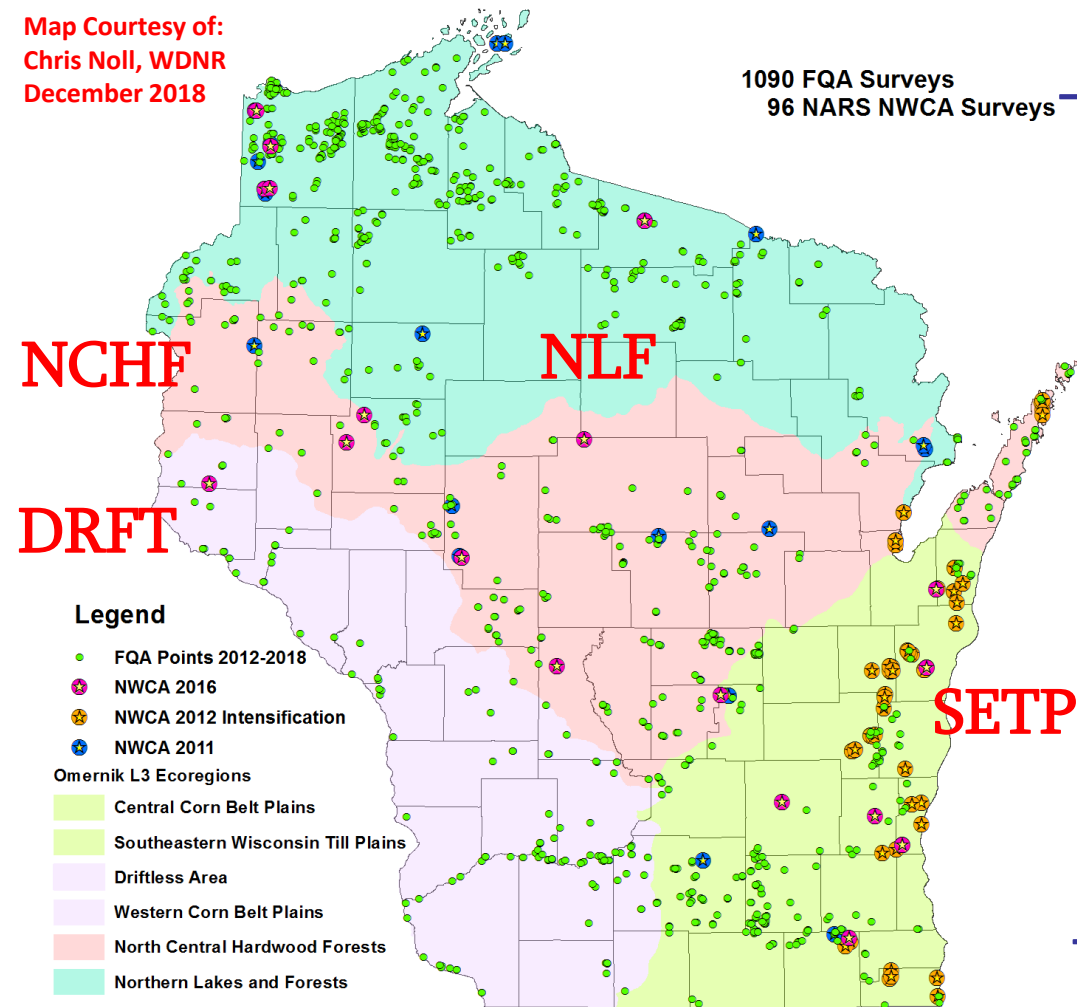 Map Courtesy of:
Chris Noll, WDNR
December 2018
1090 FQA Surveys
96 NARS NWCA Surveys
NCHF
NLF
DRFT
SETP
Legend
FQA Points 2012-2018
NWCA 2016
NWCA 2012 Intensification
NWCA 2011
Omernik L3 Ecoregions
Central Corn Belt Plains
Southeastern Wisconsin Till Plains
Driftless Area
Western Corn Belt Plains
North Central Hardwood Forests
Northern Lakes and Forests